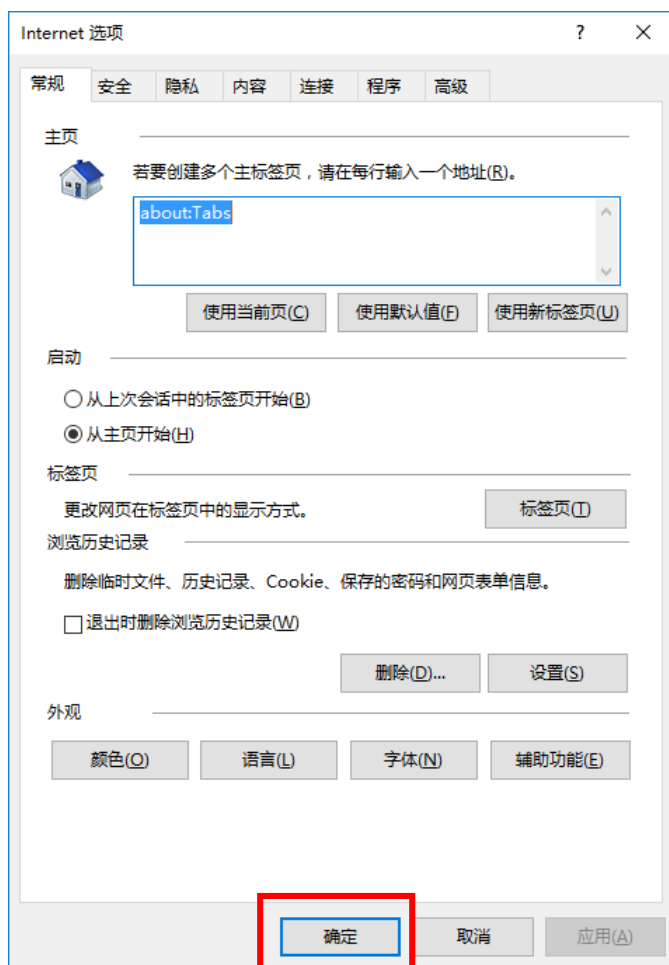 Internet 选项
常规 安全 隐私 内容 连接 程序 高级
主页
若要创建多个主标签页，请在每行输入一个地址(R)。
about:Tabs
使用当前页(C) 使用默认值(F) 使用新标签页(U)
启动
从上次会话中的标签页开始(B)
从主页开始(H)
标签页
更改网页在标签页中的显示方式。 标签页(T)
浏览历史记录
删除临时文件、历史记录、Cookie、保存的密码和网页表单信息。
退出时删除浏览历史记录(W)
删除(D)... 设置(S)
外观
颜色(O) 语言(L) 字体(N) 辅助功能(E)
确定 取消 应用(A)